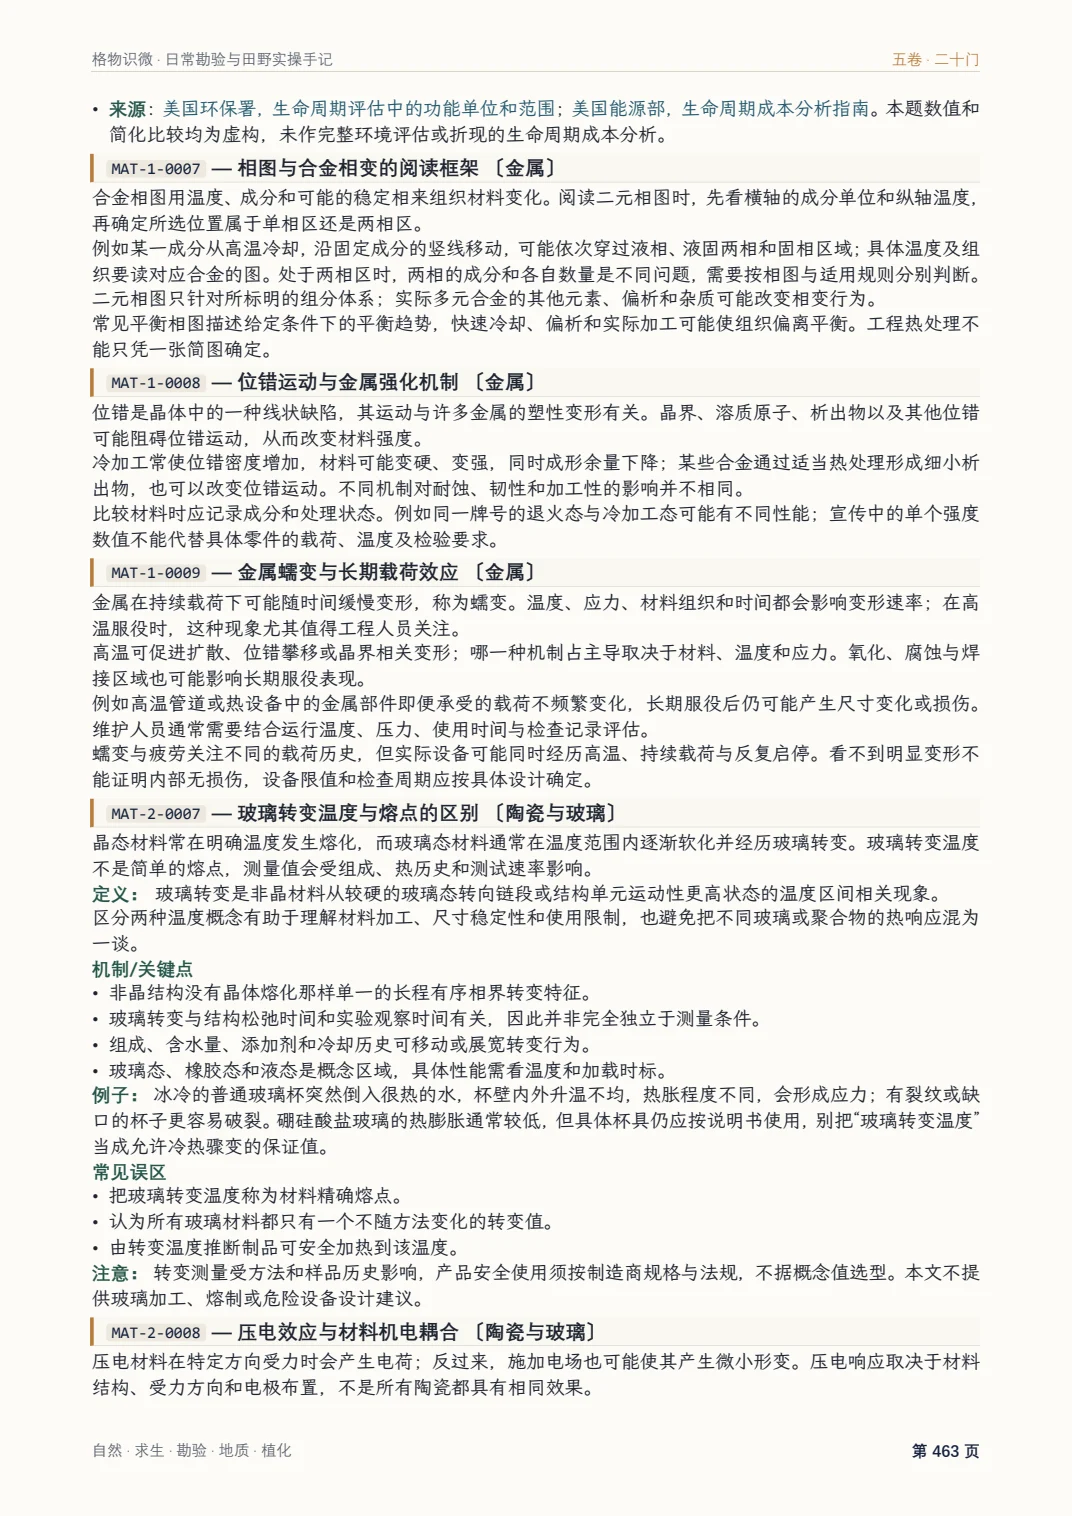 格物识微 · 日常勘验与田野实操手记
五卷 · 二十门
• 来源：美国环保署，生命周期评估中的功能单位和范围；美国能源部，生命周期成本分析指南。本题数值和
简化比较均为虚构，未作完整环境评估或折现的生命周期成本分析。
MAT-1-0007 — 相图与合金相变的阅读框架 〔金属〕
合金相图用温度、成分和可能的稳定相来组织材料变化。阅读二元相图时，先看横轴的成分单位和纵轴温度，
再确定所选位置属于单相区还是两相区。
例如某一成分从高温冷却，沿固定成分的竖线移动，可能依次穿过液相、液固两相和固相区域；具体温度及组
织要读对应合金的图。处于两相区时，两相的成分和各自数量是不同问题，需要按相图与适用规则分别判断。
二元相图只针对所标明的组分体系；实际多元合金的其他元素、偏析和杂质可能改变相变行为。
常见平衡相图描述给定条件下的平衡趋势，快速冷却、偏析和实际加工可能使组织偏离平衡。工程热处理不
能只凭一张简图确定。
MAT-1-0008 — 位错运动与金属强化机制 〔金属〕
位错是晶体中的一种线状缺陷，其运动与许多金属的塑性变形有关。晶界、溶质原子、析出物以及其他位错
可能阻碍位错运动，从而改变材料强度。
冷加工常使位错密度增加，材料可能变硬、变强，同时成形余量下降；某些合金通过适当热处理形成细小析
出物，也可以改变位错运动。不同机制对耐蚀、韧性和加工性的影响并不相同。
比较材料时应记录成分和处理状态。例如同一牌号的退火态与冷加工态可能有不同性能；宣传中的单个强度
数值不能代替具体零件的载荷、温度及检验要求。
MAT-1-0009 — 金属蠕变与长期载荷效应 〔金属〕
金属在持续载荷下可能随时间缓慢变形，称为蠕变。温度、应力、材料组织和时间都会影响变形速率；在高
温服役时，这种现象尤其值得工程人员关注。
高温可促进扩散、位错攀移或晶界相关变形；哪一种机制占主导取决于材料、温度和应力。氧化、腐蚀与焊
接区域也可能影响长期服役表现。
例如高温管道或热设备中的金属部件即便承受的载荷不频繁变化，长期服役后仍可能产生尺寸变化或损伤。
维护人员通常需要结合运行温度、压力、使用时间与检查记录评估。
蠕变与疲劳关注不同的载荷历史，但实际设备可能同时经历高温、持续载荷与反复启停。看不到明显变形不
能证明内部无损伤，设备限值和检查周期应按具体设计确定。
MAT-2-0007 — 玻璃转变温度与熔点的区别 〔陶瓷与玻璃〕
晶态材料常在明确温度发生熔化，而玻璃态材料通常在温度范围内逐渐软化并经历玻璃转变。玻璃转变温度
不是简单的熔点，测量值会受组成、热历史和测试速率影响。
定义： 玻璃转变是非晶材料从较硬的玻璃态转向链段或结构单元运动性更高状态的温度区间相关现象。
区分两种温度概念有助于理解材料加工、尺寸稳定性和使用限制，也避免把不同玻璃或聚合物的热响应混为
一谈。
机制/关键点
• 非晶结构没有晶体熔化那样单一的长程有序相界转变特征。
• 玻璃转变与结构松弛时间和实验观察时间有关，因此并非完全独立于测量条件。
• 组成、含水量、添加剂和冷却历史可移动或展宽转变行为。
• 玻璃态、橡胶态和液态是概念区域，具体性能需看温度和加载时标。
例子： 冰冷的普通玻璃杯突然倒入很热的水，杯壁内外升温不均，热胀程度不同，会形成应力；有裂纹或缺
口的杯子更容易破裂。硼硅酸盐玻璃的热膨胀通常较低，但具体杯具仍应按说明书使用，别把“玻璃转变温度”
当成允许冷热骤变的保证值。
常见误区
• 把玻璃转变温度称为材料精确熔点。
• 认为所有玻璃材料都只有一个不随方法变化的转变值。
• 由转变温度推断制品可安全加热到该温度。
注意： 转变测量受方法和样品历史影响，产品安全使用须按制造商规格与法规，不据概念值选型。本文不提
供玻璃加工、熔制或危险设备设计建议。
MAT-2-0008 — 压电效应与材料机电耦合 〔陶瓷与玻璃〕
压电材料在特定方向受力时会产生电荷；反过来，施加电场也可能使其产生微小形变。压电响应取决于材料
结构、受力方向和电极布置，不是所有陶瓷都具有相同效果。
自然 · 求生 · 勘验 · 地质 · 植化
第 463 页